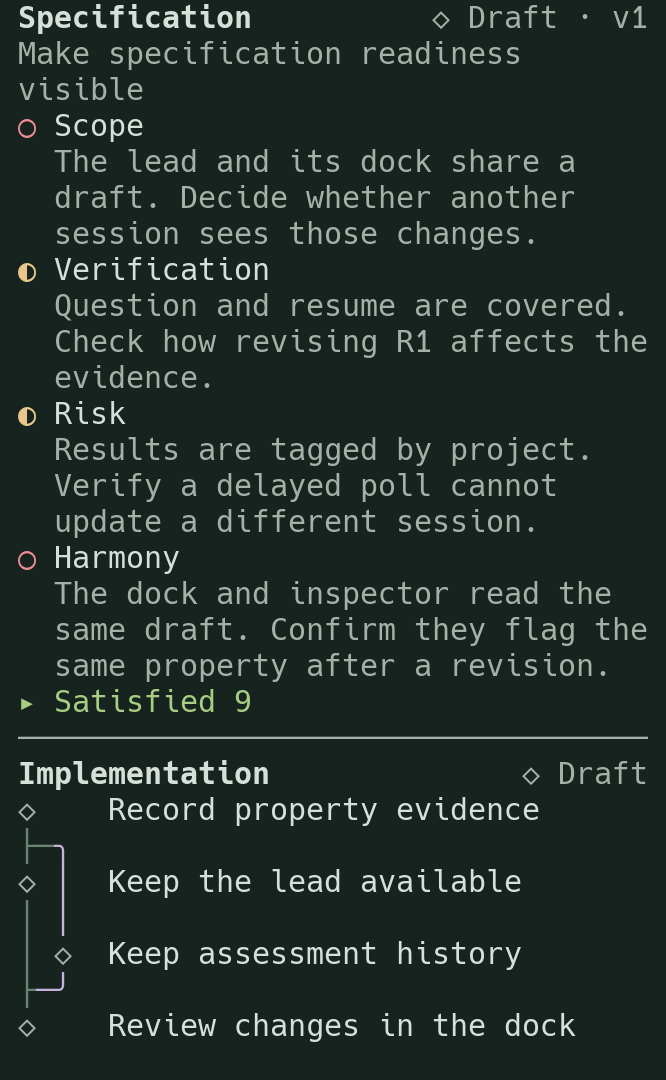 Specification ◇ Draft · v1
Make specification readiness
visible
○ Scope
The lead and its dock share a
draft. Decide whether another
session sees those changes.
◐ Verification
Question and resume are covered.
Check how revising R1 affects the
evidence.
◐ Risk
Results are tagged by project.
Verify a delayed poll cannot
update a different session.
○ Harmony
The dock and inspector read the
same draft. Confirm they flag the
same property after a revision.
▸ Satisfied 9
Implementation ◇ Draft
◇ Record property evidence
◇ Keep the lead available
◇ Keep assessment history
◇ Review changes in the dock